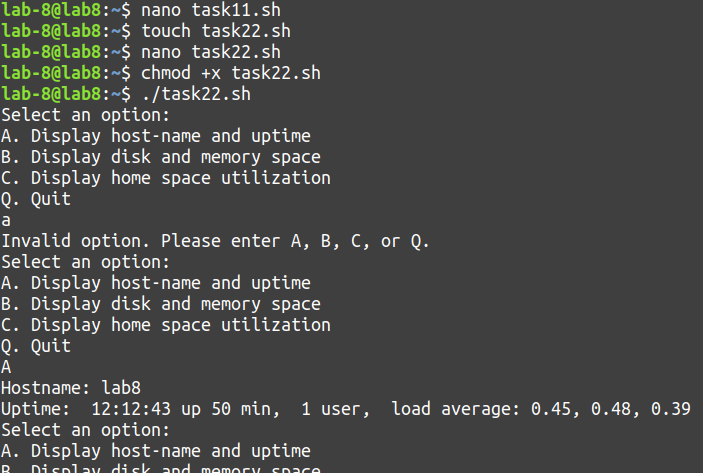 lab-8@lab8:~$ nano task11.sh
lab-8@lab8:~$ touch task22.sh
lab-8@lab8:~$ nano task22.sh
lab-8@lab8:~$ chmod +x task22.sh
lab-8@lab8:~$ ./task22.sh
Select an option:
A. Display host-name and uptime
B. Display disk and memory space
C. Display home space utilization
Q. Quit
a
Invalid option. Please enter A, B, C, or Q.
Select an option:
A. Display host-name and uptime
B. Display disk and memory space
C. Display home space utilization
Q. Quit
A
Hostname: lab8
Uptime:  12:12:43 up 50 min,  1 user,  load average: 0.45, 0.48, 0.39
Select an option:
A. Display host-name and uptime
B. Display disk and memory space